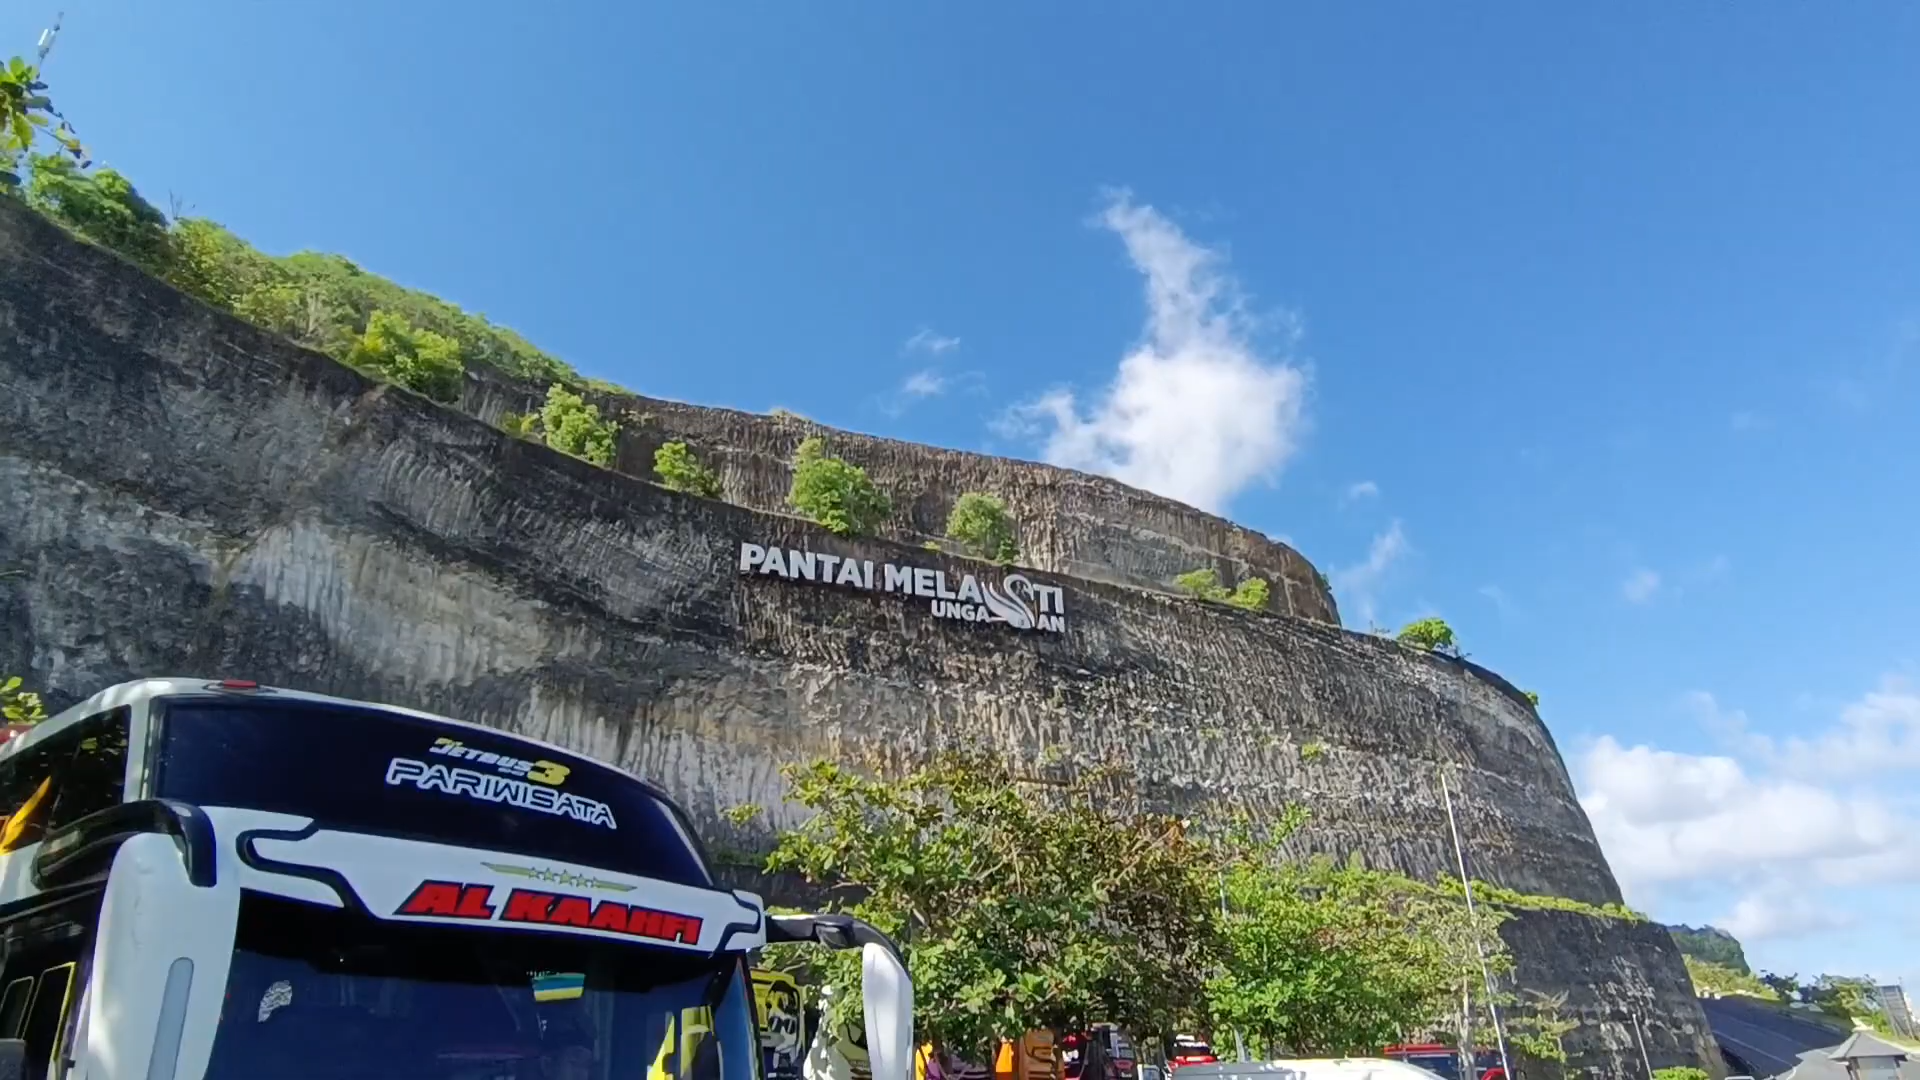 PANTAI MELASTI
UNGASAN
JETBUS 3
PARIWISATA
AL KAAHFI